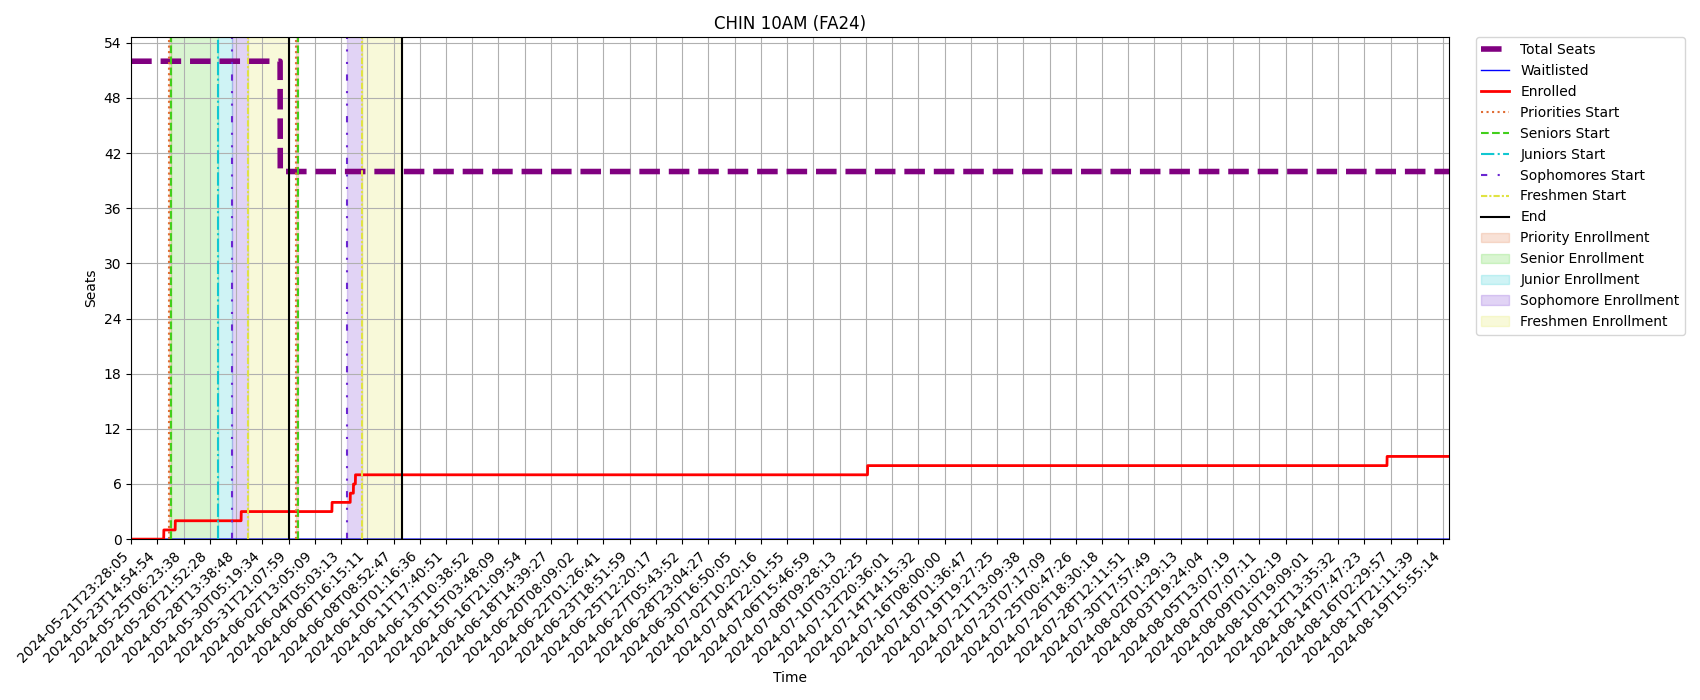 CHIN 10AM (FA24)
54
48
42
36
30
24
18
12
6
0
Seats
2024-05-21T23:28:05
2024-05-23T14:54:54
2024-05-25T06:23:38
2024-05-26T21:52:28
2024-05-28T13:38:48
2024-05-30T05:19:34
2024-05-31T21:07:59
2024-06-02T13:05:09
2024-06-04T05:03:13
2024-06-06T16:15:11
2024-06-08T08:52:47
2024-06-10T01:16:36
2024-06-11T17:40:51
2024-06-13T10:38:52
2024-06-15T03:48:09
2024-06-16T21:09:54
2024-06-18T14:39:27
2024-06-20T08:09:02
2024-06-22T01:26:41
2024-06-23T18:51:59
2024-06-25T12:20:17
2024-06-27T05:43:52
2024-06-28T23:04:27
2024-06-30T16:50:05
2024-07-02T10:20:16
2024-07-04T22:01:55
2024-07-06T15:46:59
2024-07-08T09:28:13
2024-07-10T03:02:25
2024-07-12T20:36:01
2024-07-14T14:15:32
2024-07-16T08:00:00
2024-07-18T01:36:47
2024-07-19T19:27:25
2024-07-21T13:09:38
2024-07-23T07:17:09
2024-07-25T00:47:26
2024-07-26T18:30:18
2024-07-28T12:11:51
2024-07-30T17:57:49
2024-08-02T01:29:13
2024-08-03T19:24:04
2024-08-05T13:07:19
2024-08-07T07:07:11
2024-08-09T01:02:19
2024-08-10T19:09:01
2024-08-12T13:35:32
2024-08-14T07:47:23
2024-08-16T02:29:57
2024-08-17T21:11:39
2024-08-19T15:55:14
Time
Total Seats
Waitlisted
Enrolled
Priorities Start
Seniors Start
Juniors Start
Sophomores Start
Freshmen Start
End
Priority Enrollment
Senior Enrollment
Junior Enrollment
Sophomore Enrollment
Freshmen Enrollment